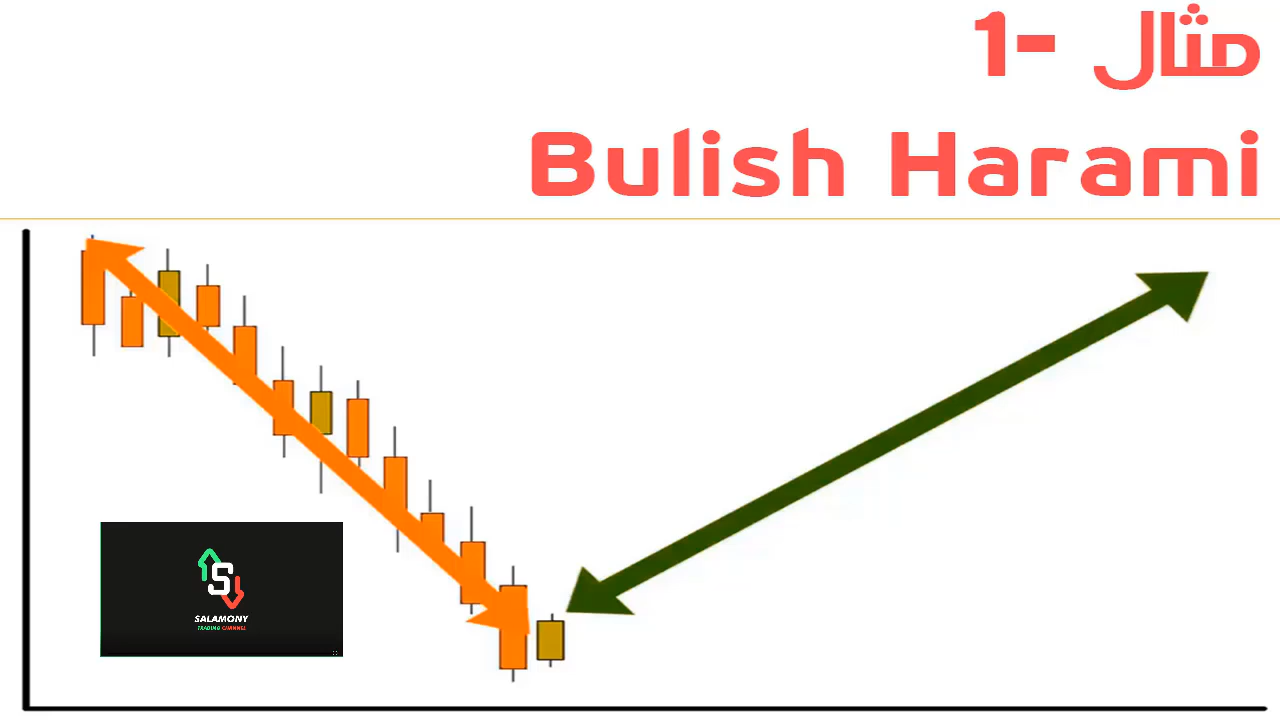 مثال -1
Bulish Harami
S
SALAMONY
TRADING CHANNEL